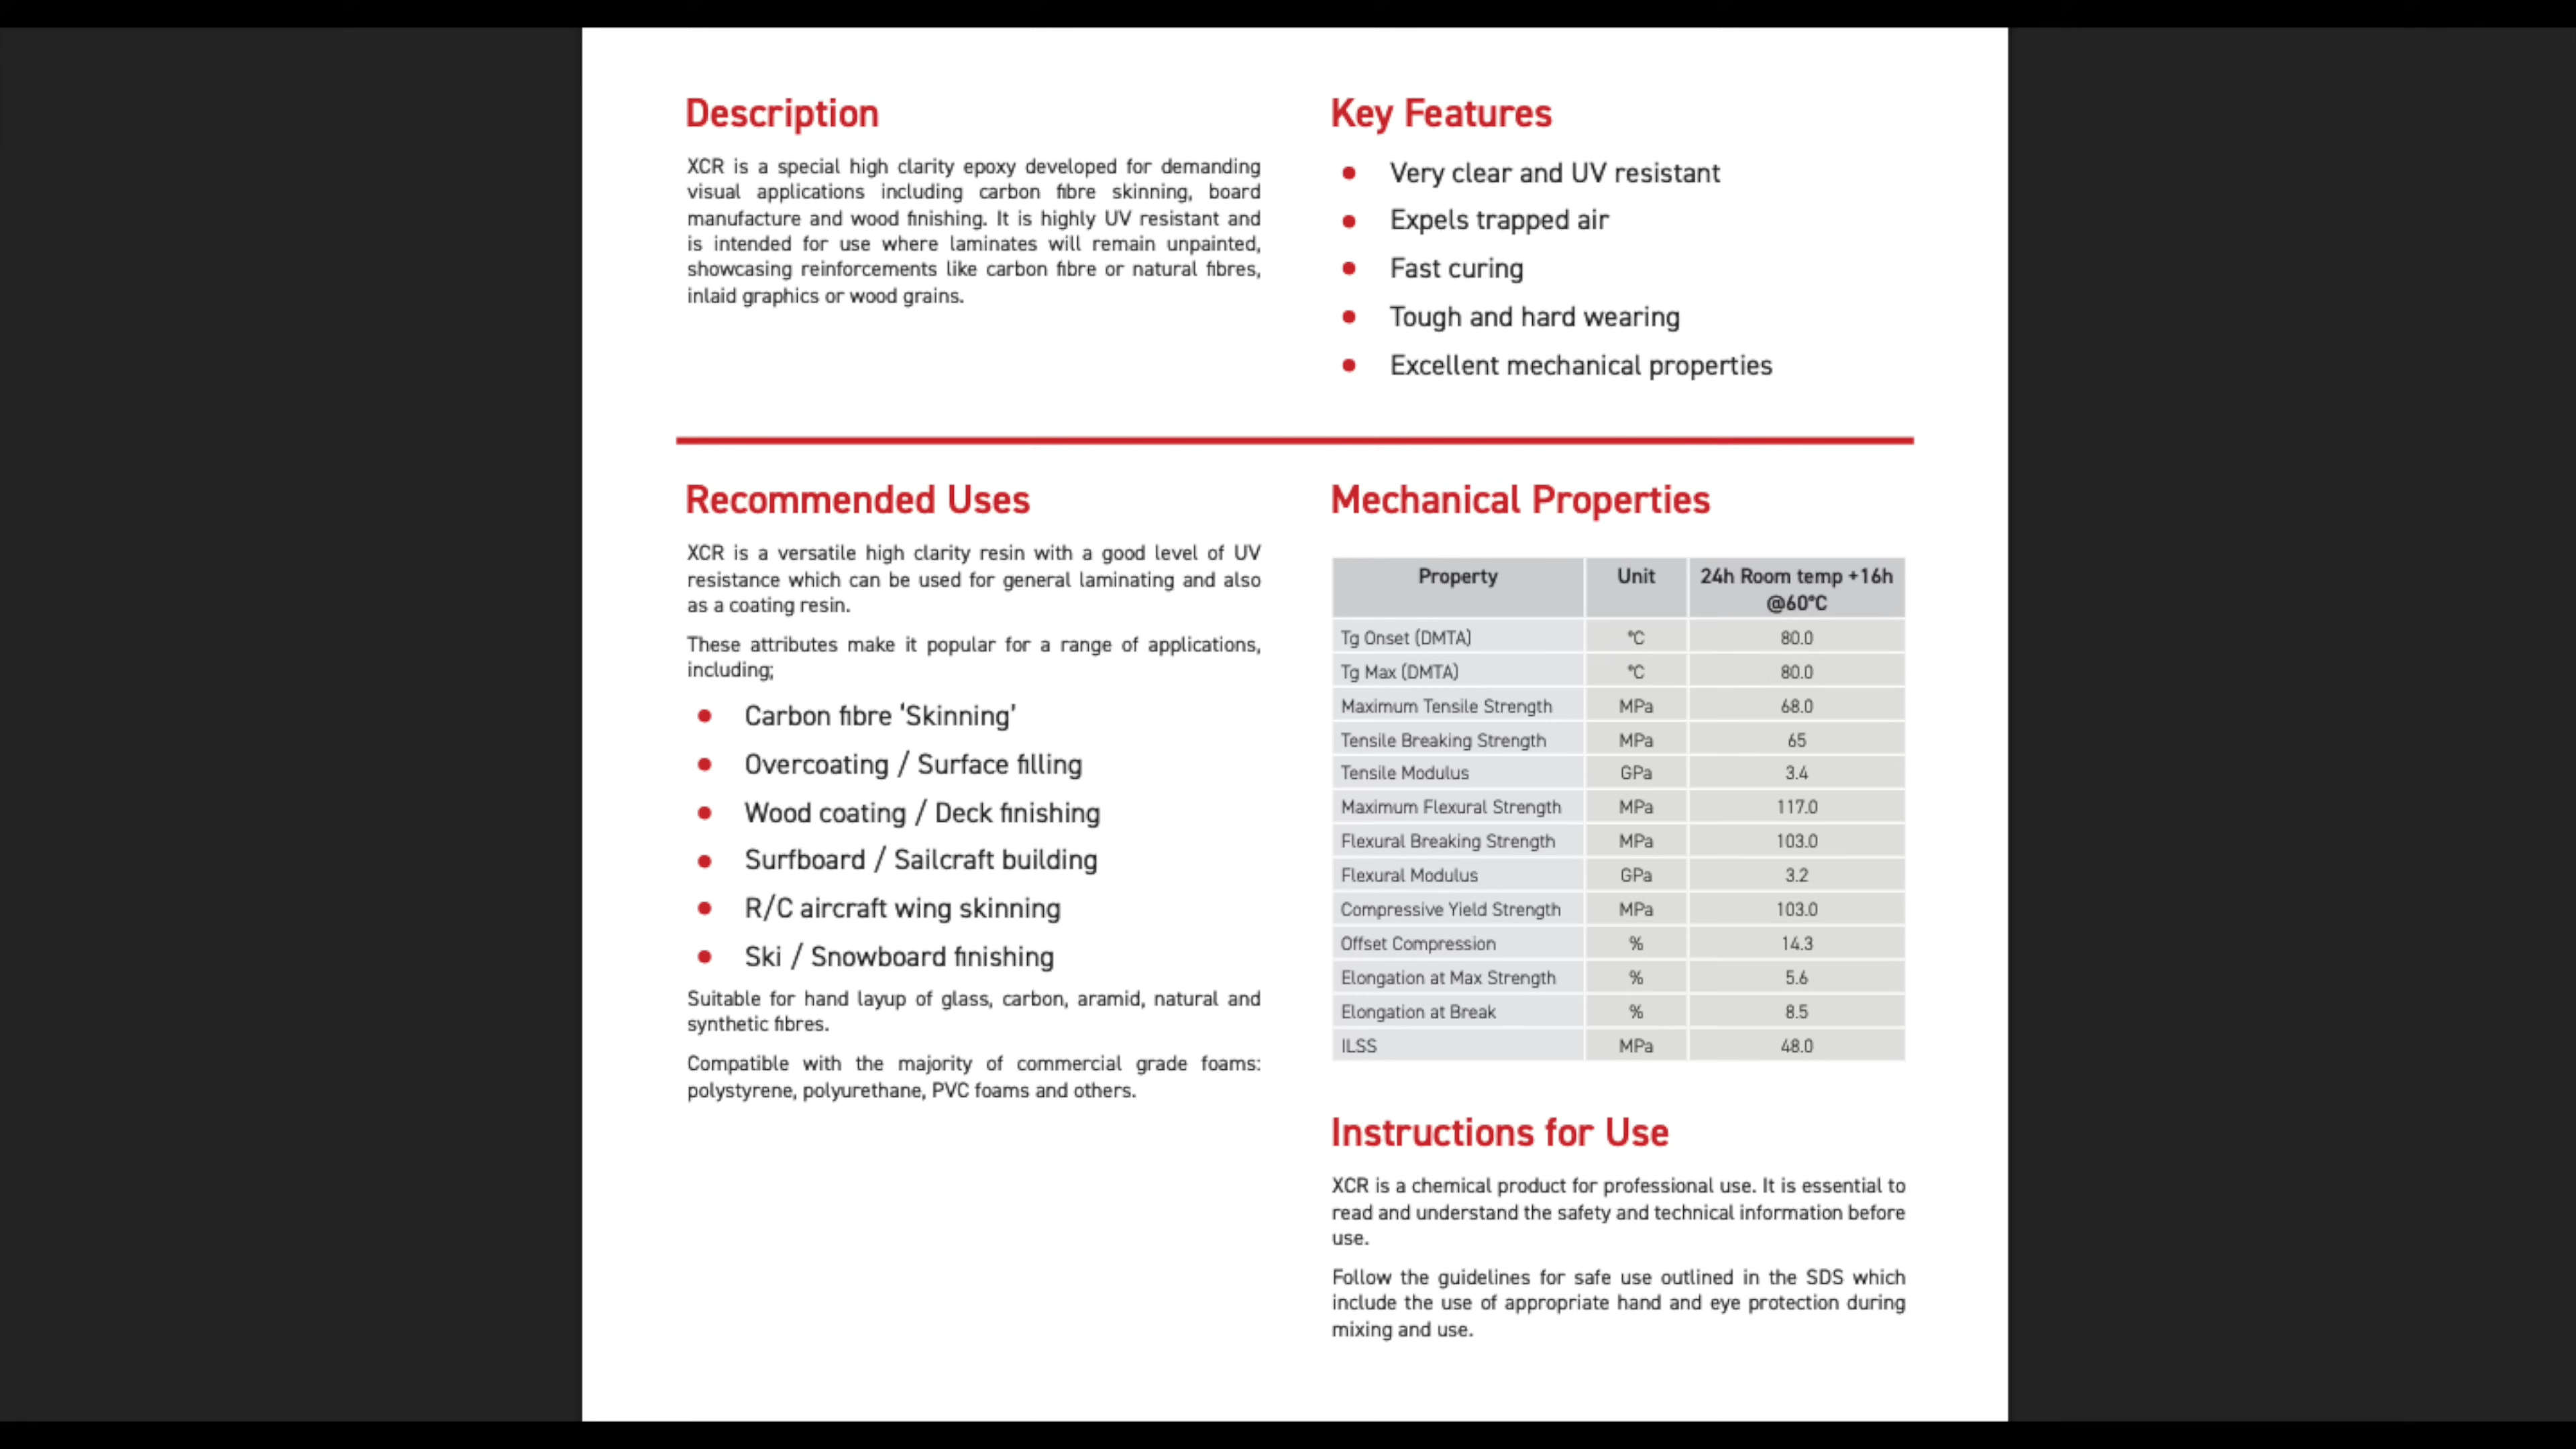 Description
XCR is a special high clarity epoxy developed for demanding
visual applications including carbon fibre skinning, board
manufacture and wood finishing. It is highly UV resistant and
is intended for use where laminates will remain unpainted,
showcasing reinforcements like carbon fibre or natural fibres,
inlaid graphics or wood grains.
Key Features
• Very clear and UV resistant
• Expels trapped air
• Fast curing
• Tough and hard wearing
• Excellent mechanical properties
Recommended Uses
XCR is a versatile high clarity resin with a good level of UV
resistance which can be used for general laminating and also
as a coating resin.
These attributes make it popular for a range of applications,
including;
• Carbon fibre ‘Skinning’
• Overcoating / Surface filling
• Wood coating / Deck finishing
• Surfboard / Sailcraft building
• R/C aircraft wing skinning
• Ski / Snowboard finishing
Suitable for hand layup of glass, carbon, aramid, natural and
synthetic fibres.
Compatible with the majority of commercial grade foams:
polystyrene, polyurethane, PVC foams and others.
Mechanical Properties
Property Unit 24h Room temp +16h
@60°C
Tg Onset (DMTA) °C 80.0
Tg Max (DMTA) °C 80.0
Maximum Tensile Strength MPa 68.0
Tensile Breaking Strength MPa 65
Tensile Modulus GPa 3.4
Maximum Flexural Strength MPa 117.0
Flexural Breaking Strength MPa 103.0
Flexural Modulus GPa 3.2
Compressive Yield Strength MPa 103.0
Offset Compression % 14.3
Elongation at Max Strength % 5.6
Elongation at Break % 8.5
ILSS MPa 48.0
Instructions for Use
XCR is a chemical product for professional use. It is essential to
read and understand the safety and technical information before
use.
Follow the guidelines for safe use outlined in the SDS which
include the use of appropriate hand and eye protection during
mixing and use.